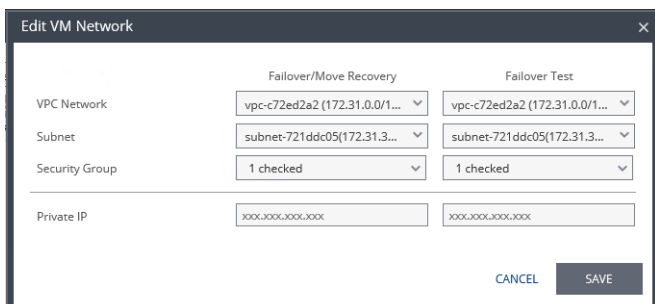 Edit VM Network ×
Failover/Move Recovery Failover Test
VPC Network vpc-c72ed2a2 (172.31.0.0/1... vpc-c72ed2a2 (172.31.0.0/1...
Subnet subnet-721ddc05(172.31.3... subnet-721ddc05(172.31.3...
Security Group 1 checked 1 checked
Private IP xxx.xxx.xxx.xxx xxx.xxx.xxx.xxx
CANCEL SAVE